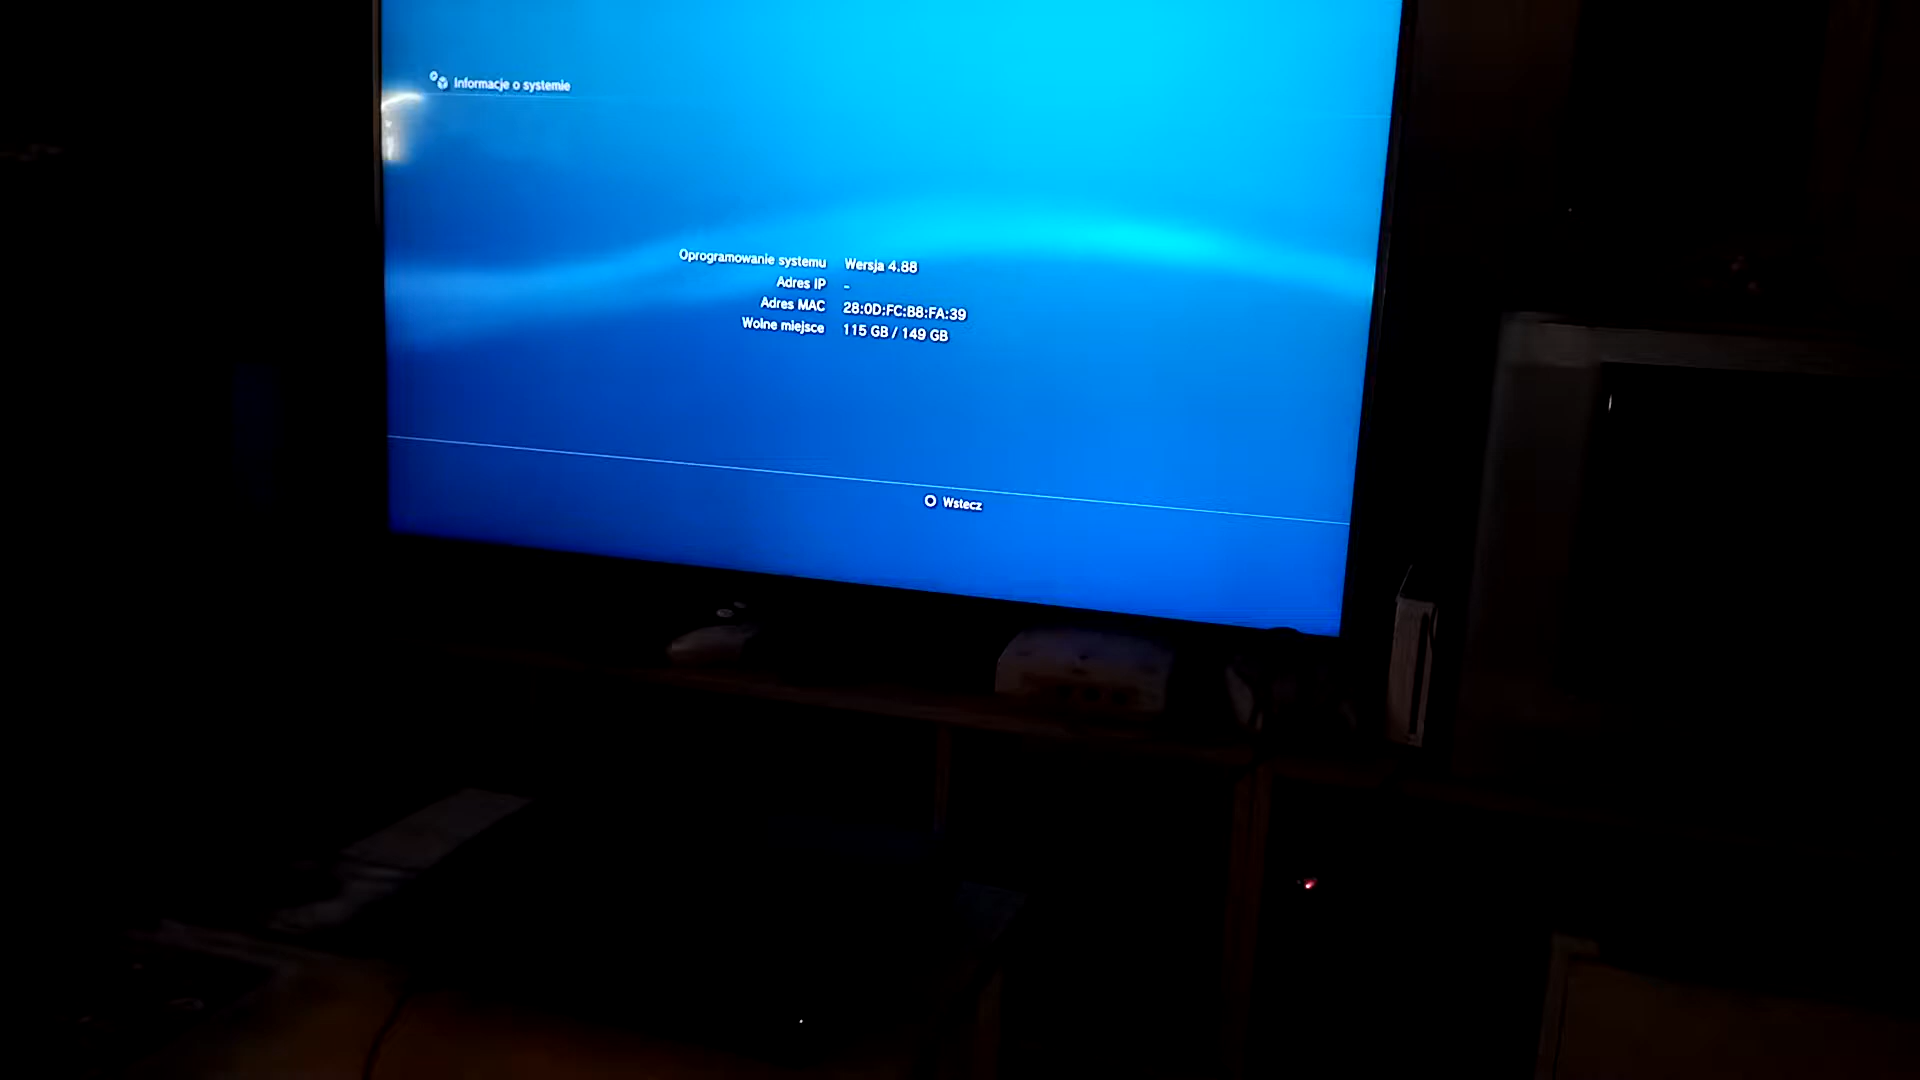 Informacje o systemie
Oprogramowanie systemu Wersja 4.88
Adres IP -
Adres MAC 28:0D:FC:B8:FA:39
Wolne miejsce 115 GB / 149 GB
Wstecz